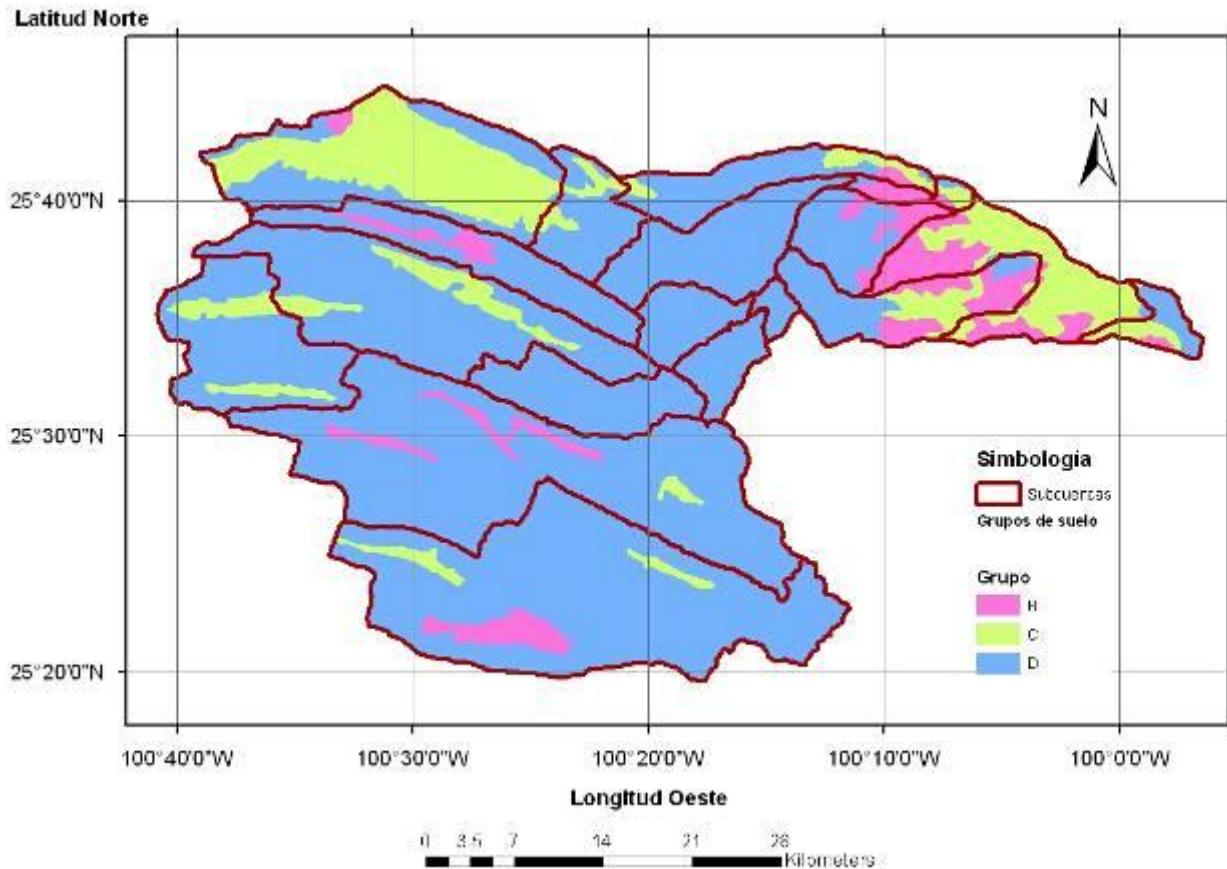 Latitud Norte
N
25°40'0"N
25°30'0"N
25°20'0"N
Simbología
Subcuencas
Grupos de suelo
Grupo
B
C
D
100°40'0"W 100°30'0"W 100°20'0"W 100°10'0"W 100°0'0"W
Longitud Oeste
0 3.5 7 14 21 28
Kilometers